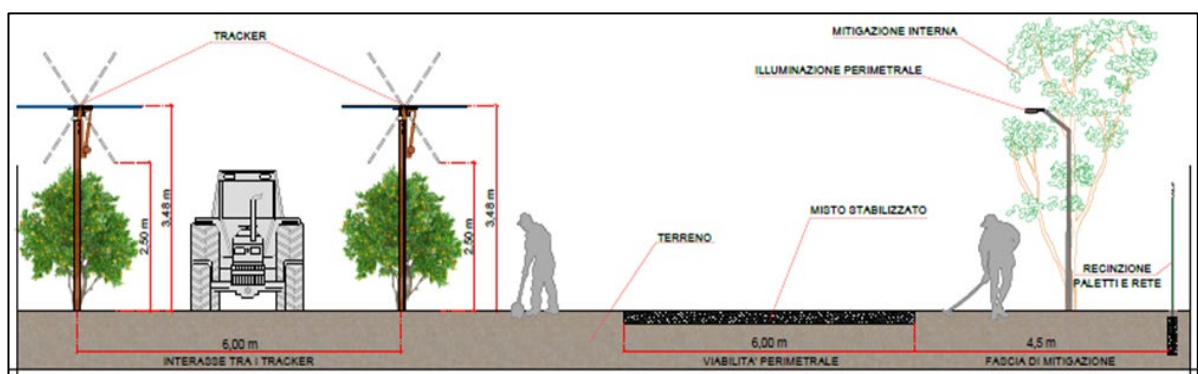 TRACKER
MITIGAZIONE INTERNA
ILLUMINAZIONE PERIMETRALE
2,50 m
3,48 m
2,50 m
3,48 m
MISTO STABILIZZATO
TERRENO
RECINZIONE
PALETTI E RETE
6,00 m
INTERASSE TRA I TRACKER
6,00 m
VIABILITA' PERIMETRALE
4,5 m
FASCIA DI MITIGAZIONE